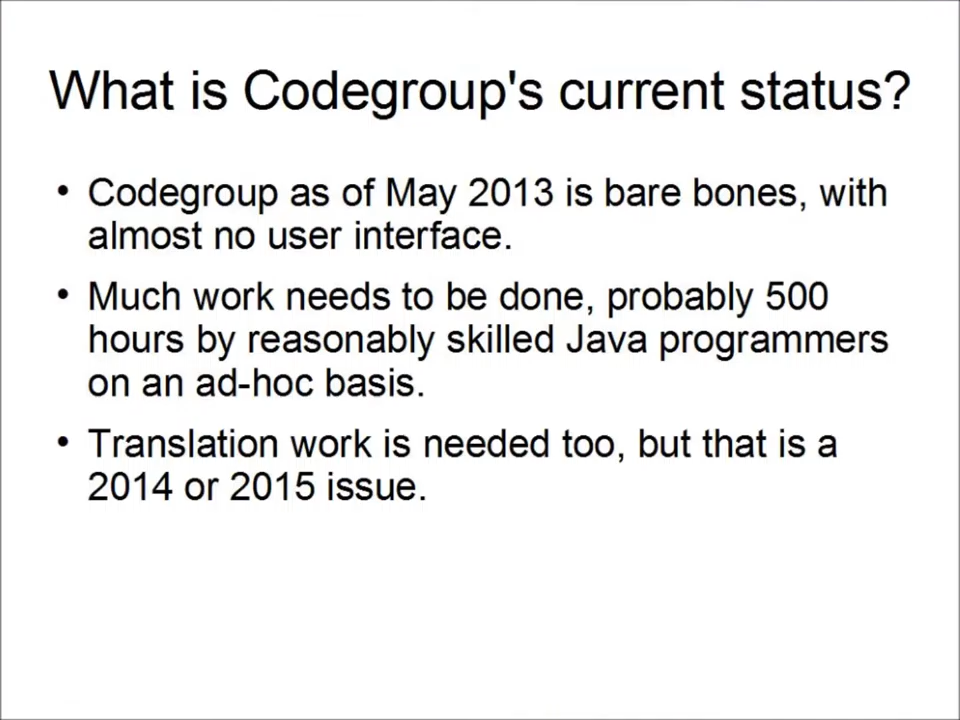 What is Codegroup's current status?
• Codegroup as of May 2013 is bare bones, with
almost no user interface.
• Much work needs to be done, probably 500
hours by reasonably skilled Java programmers
on an ad-hoc basis.
• Translation work is needed too, but that is a
2014 or 2015 issue.